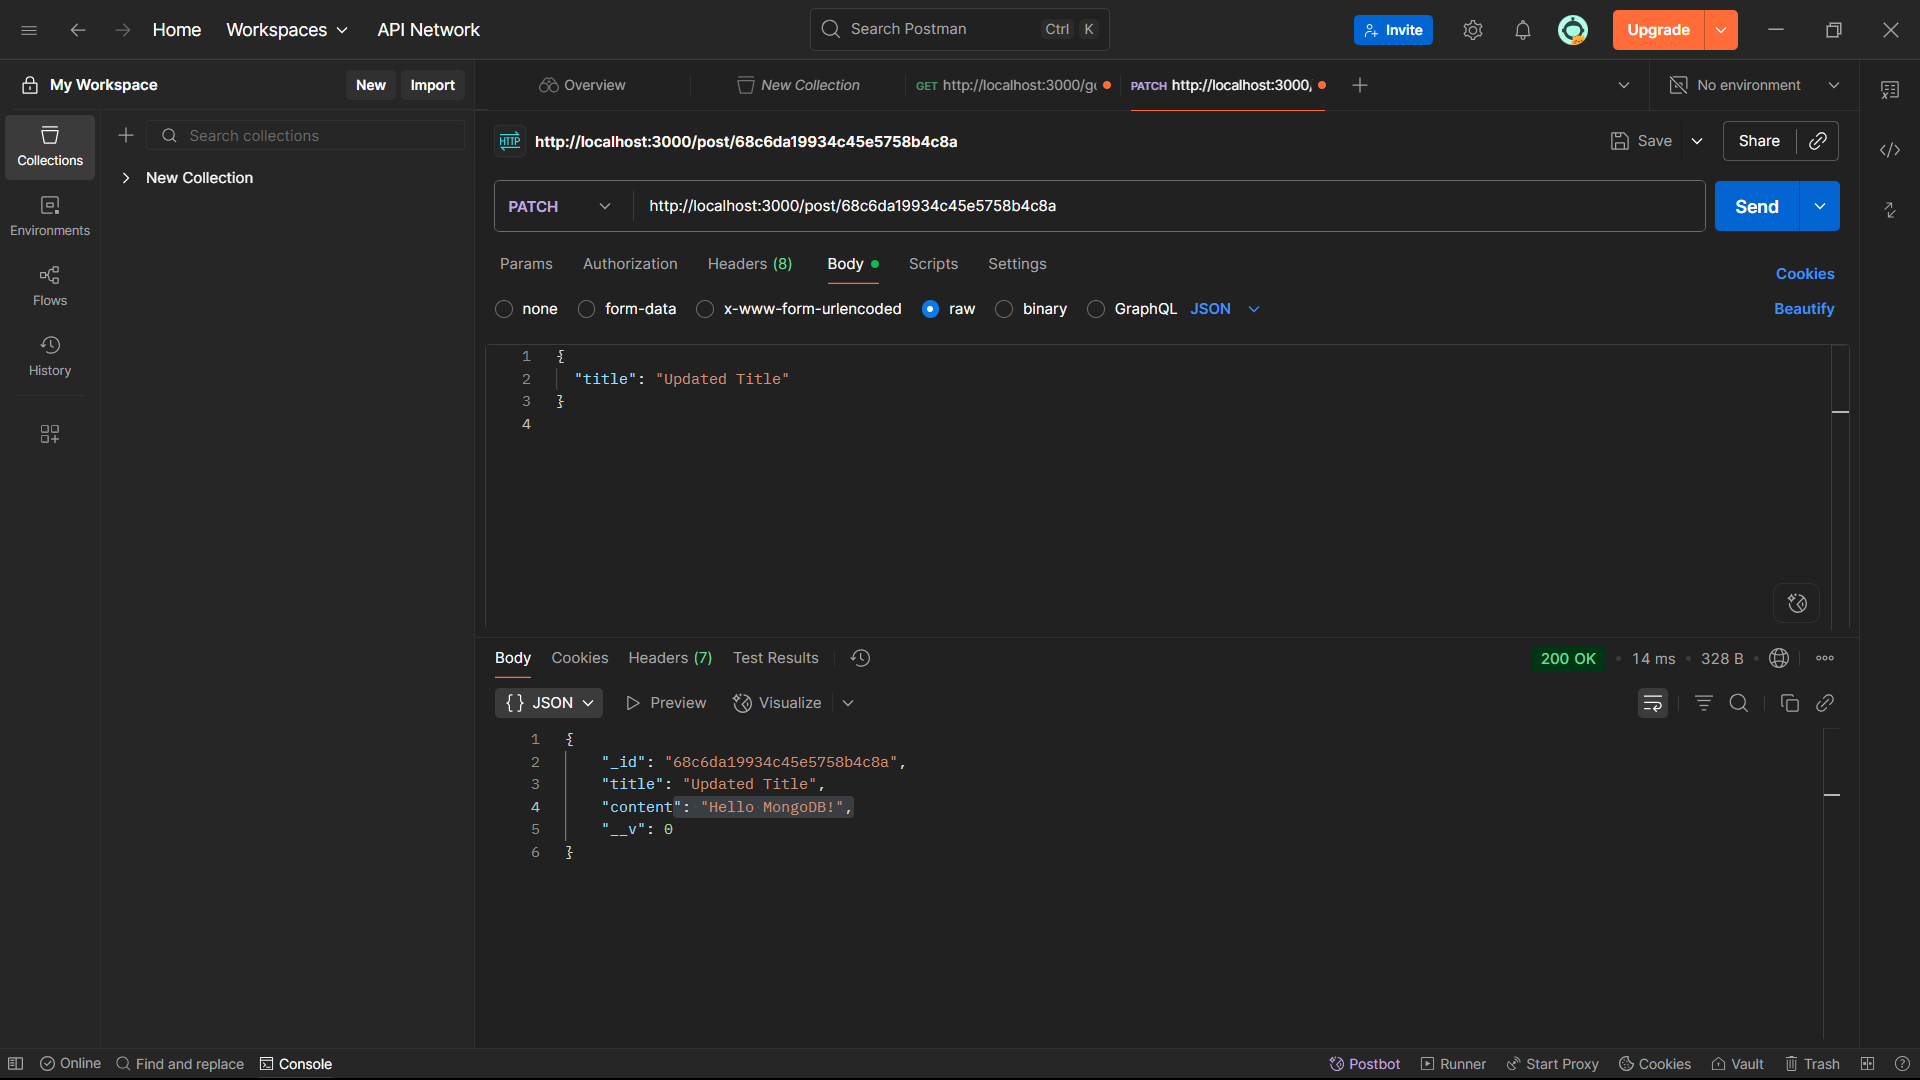 Home Workspaces API Network Search Postman Ctrl K Invite Upgrade
My Workspace New Import Overview New Collection GET http://localhost:3000/g PATCH http://localhost:3000/ No environment
Search collections
Collections
New Collection
Environments
Flows
History
HTTP http://localhost:3000/post/68c6da19934c45e5758b4c8a Save Share
PATCH http://localhost:3000/post/68c6da19934c45e5758b4c8a Send
Params Authorization Headers (8) Body Scripts Settings Cookies
none form-data x-www-form-urlencoded raw binary GraphQL JSON Beautify
1 {
2 "title": "Updated Title"
3 }
4
Body Cookies Headers (7) Test Results 200 OK • 14 ms • 328 B •
{} JSON Preview Visualize
1 {
2 "_id": "68c6da19934c45e5758b4c8a",
3 "title": "Updated Title",
4 "content": "Hello MongoDB!",
5 "__v": 0
6 }
Online Find and replace Console Postbot Runner Start Proxy Cookies Vault Trash